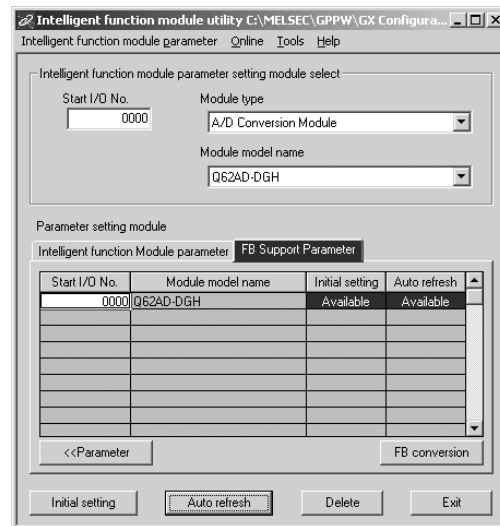 Intelligent function module utility C:\MELSEC\GPPW\GX Configura...
Intelligent function module parameter Online Tools Help
Intelligent function module parameter setting module select
Start I/O No. Module type
0000 A/D Conversion Module
Module model name
Q62AD-DGH
Parameter setting module
Intelligent function Module parameter FB Support Parameter
Start I/O No. Module model name Initial setting Auto refresh
0000 Q62AD-DGH Available Available
<<Parameter FB conversion
Initial setting Auto refresh Delete Exit